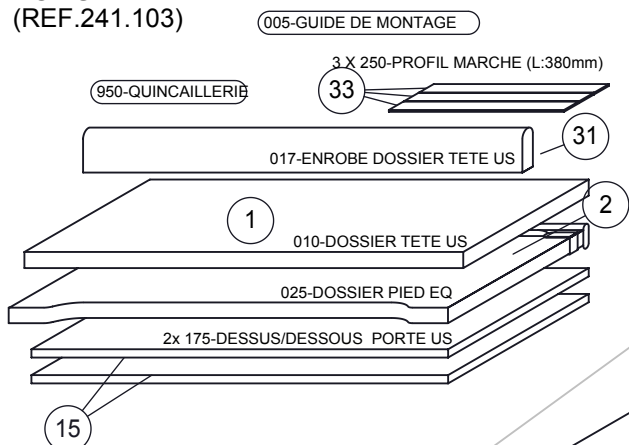 (REF.241.103)
005-GUIDE DE MONTAGE
3 X 250-PROFIL MARCHE (L:380mm)
950-QUINCAILLERIE
33
31
017-ENROBE DOSSIER TETE US
1
2
010-DOSSIER TETE US
025-DOSSIER PIED EQ
2x 175-DESSUS/DESSOUS PORTE US
15